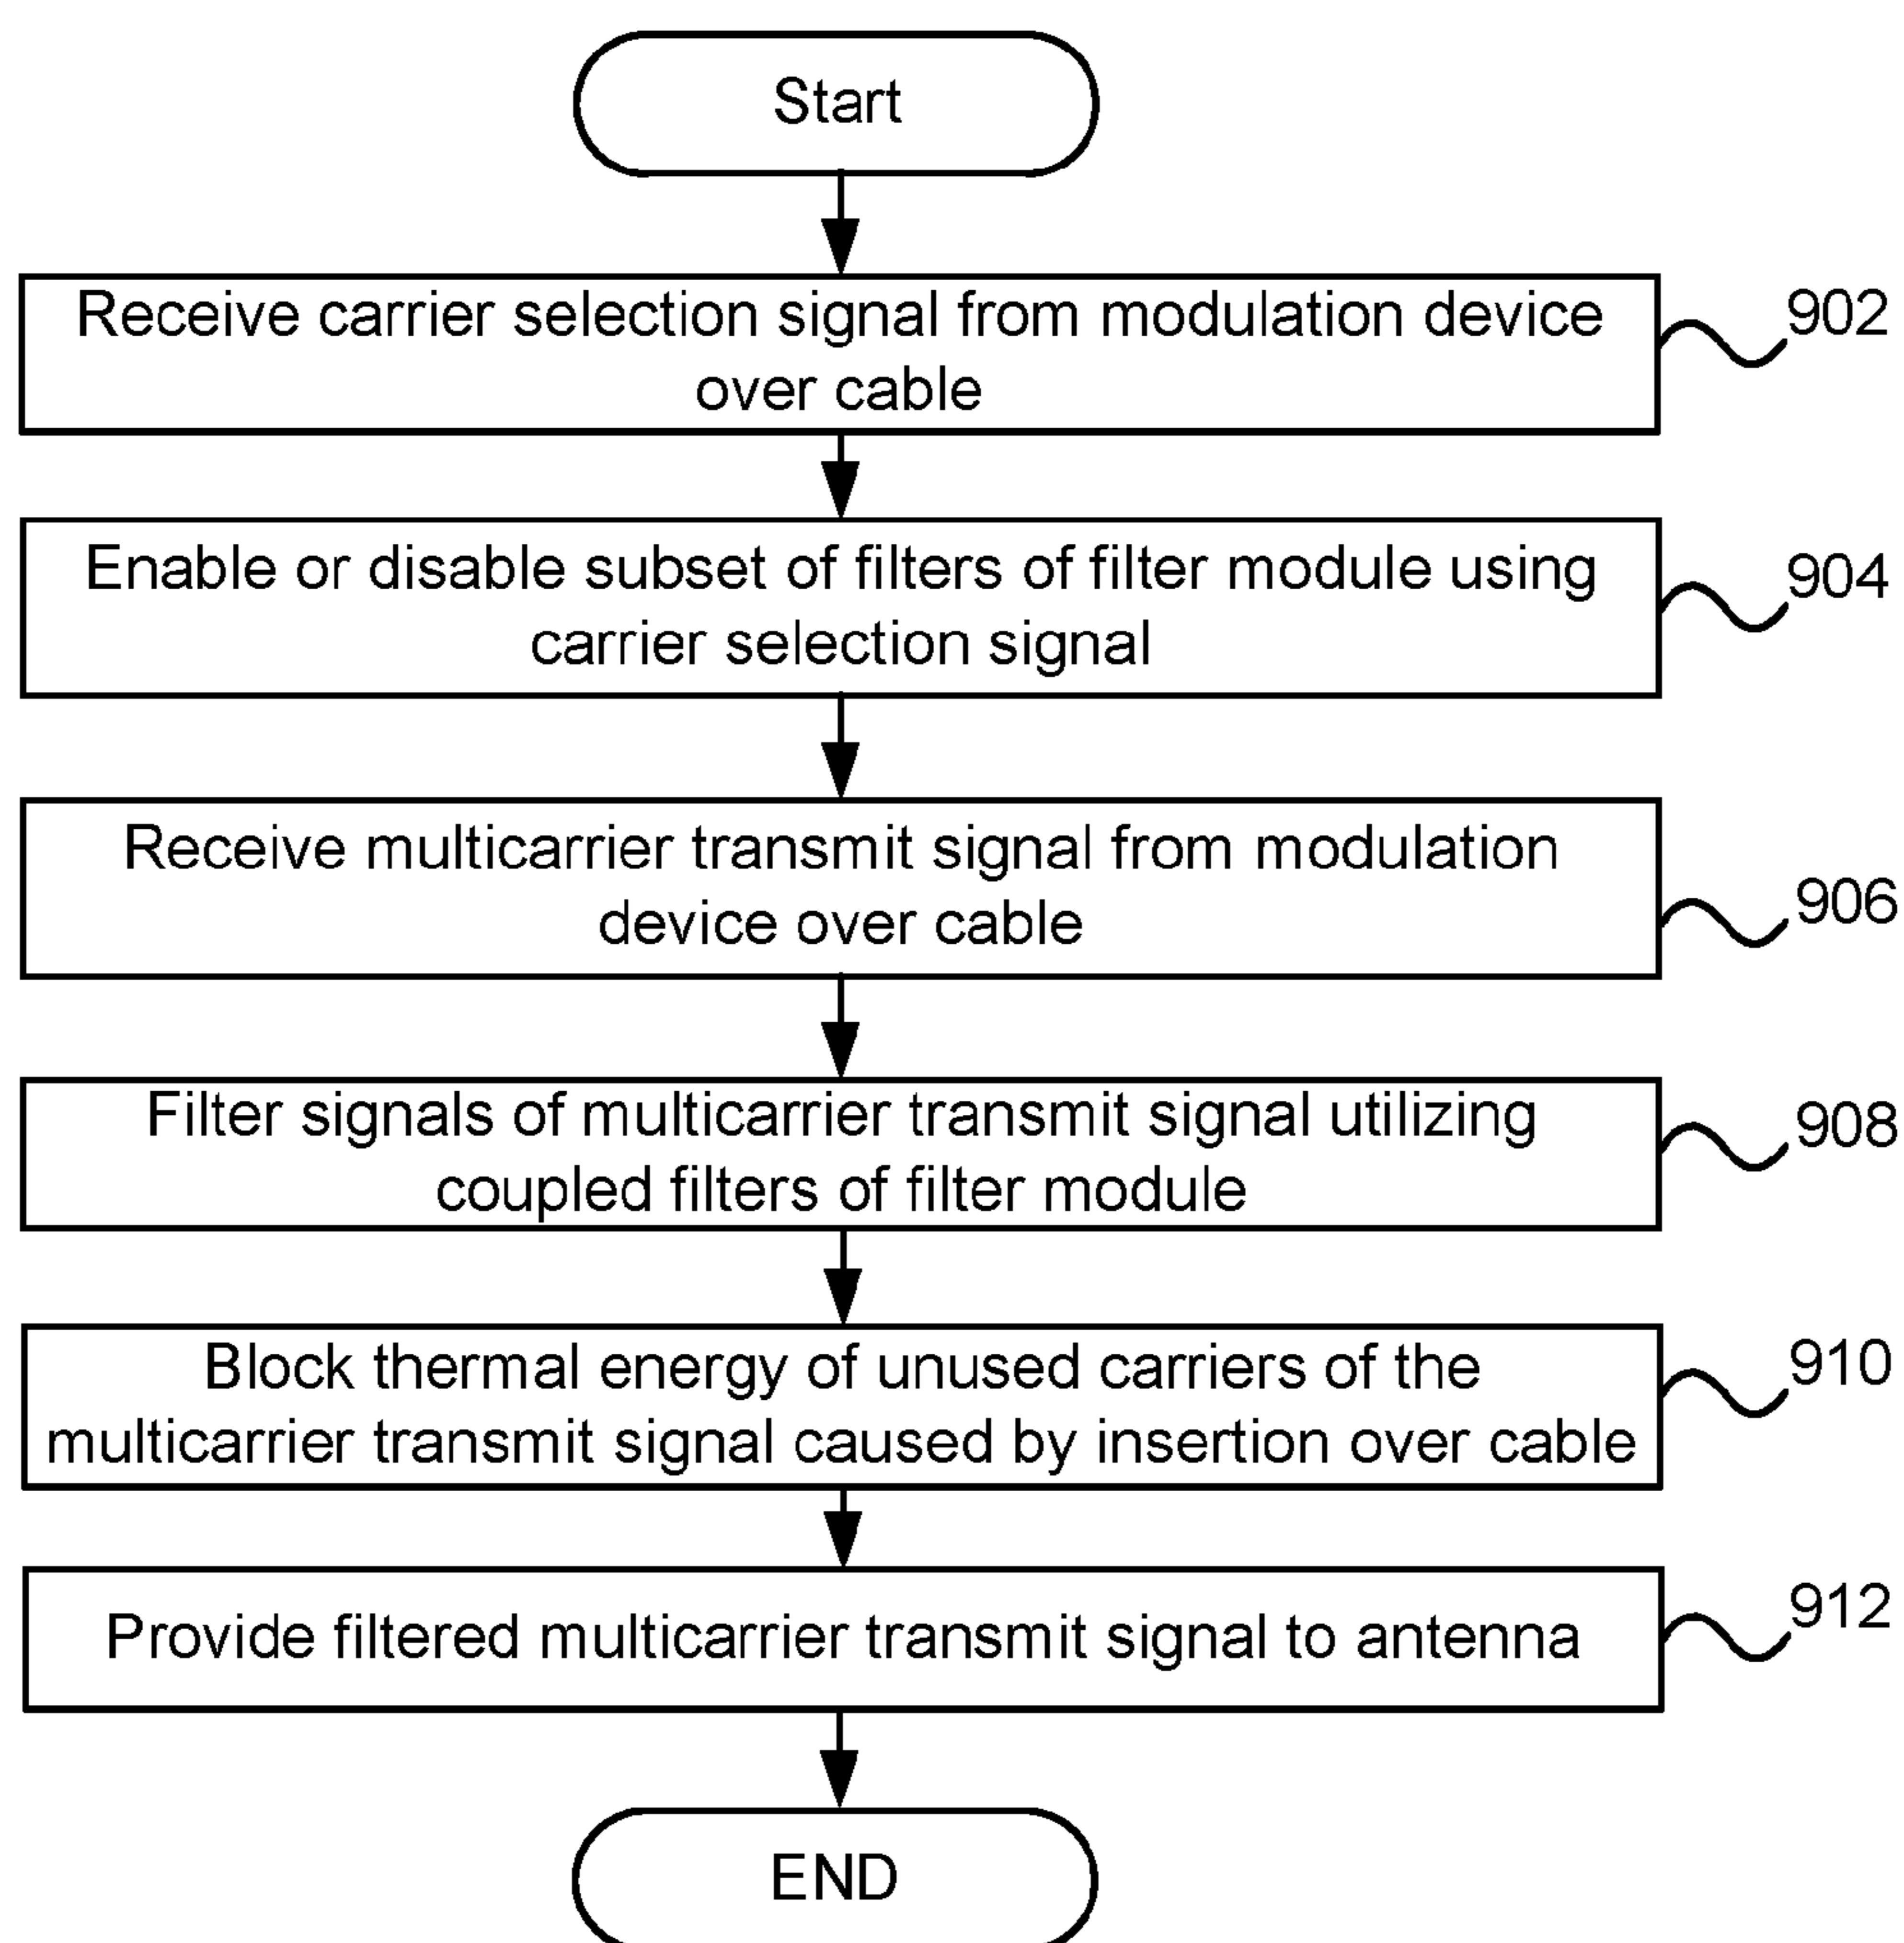 Start
Receive carrier selection signal from modulation device
over cable
902
Enable or disable subset of filters of filter module using
carrier selection signal
904
Receive multicarrier transmit signal from modulation
device over cable
906
Filter signals of multicarrier transmit signal utilizing
coupled filters of filter module
908
Block thermal energy of unused carriers of the
multicarrier transmit signal caused by insertion over cable
910
Provide filtered multicarrier transmit signal to antenna
912
END